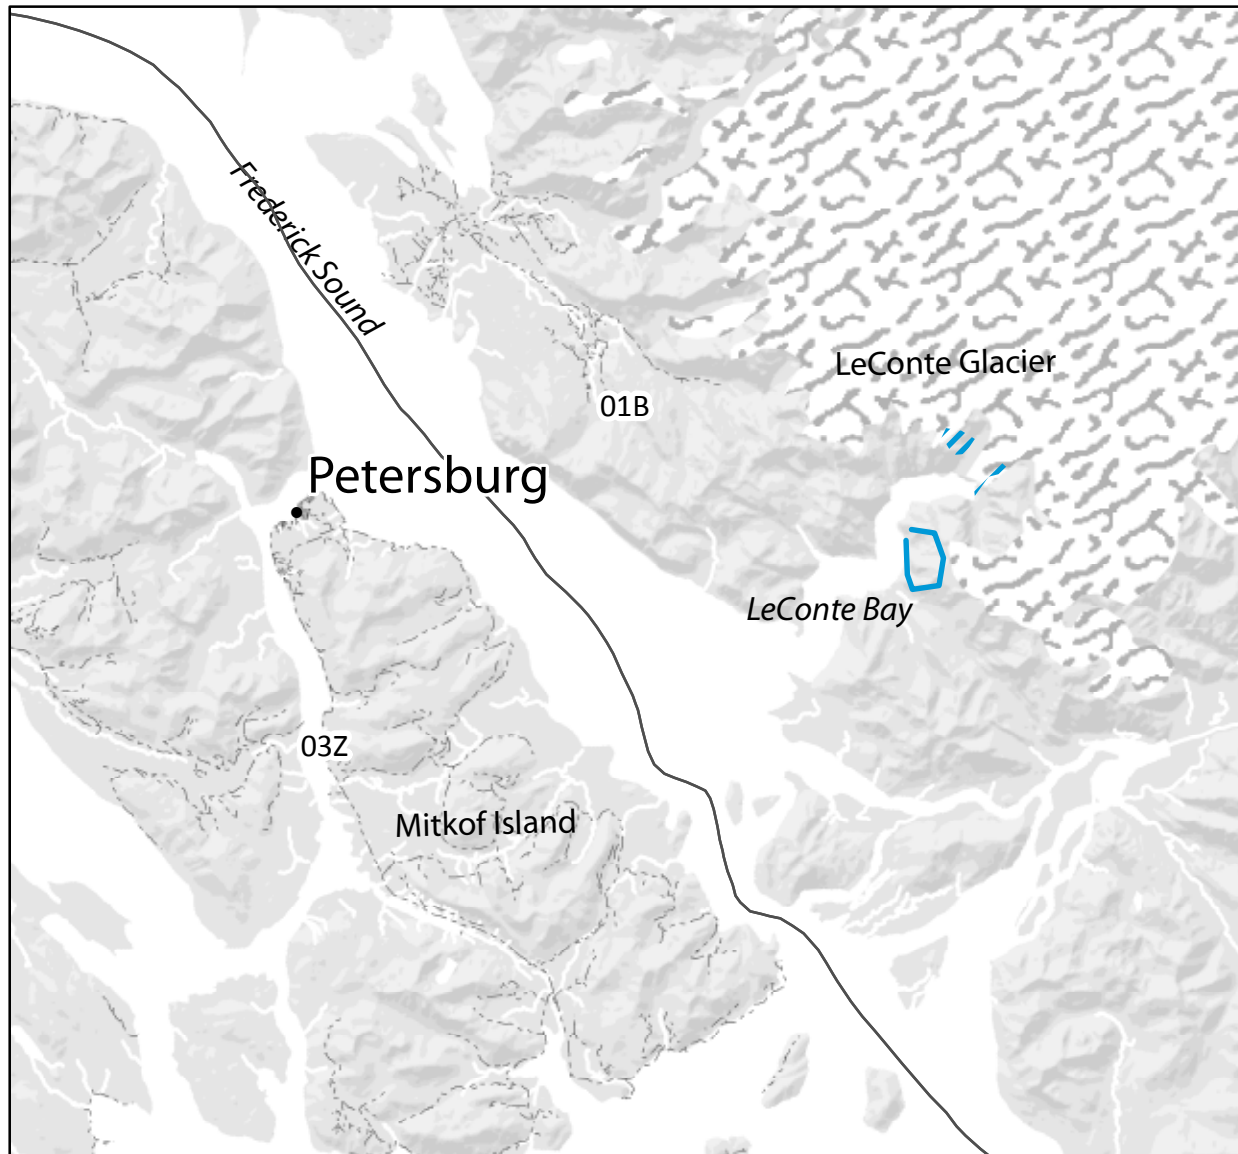 Frederick Sound
LeConte Glacier
01B
Petersburg
LeConte Bay
03Z
Mitkof Island